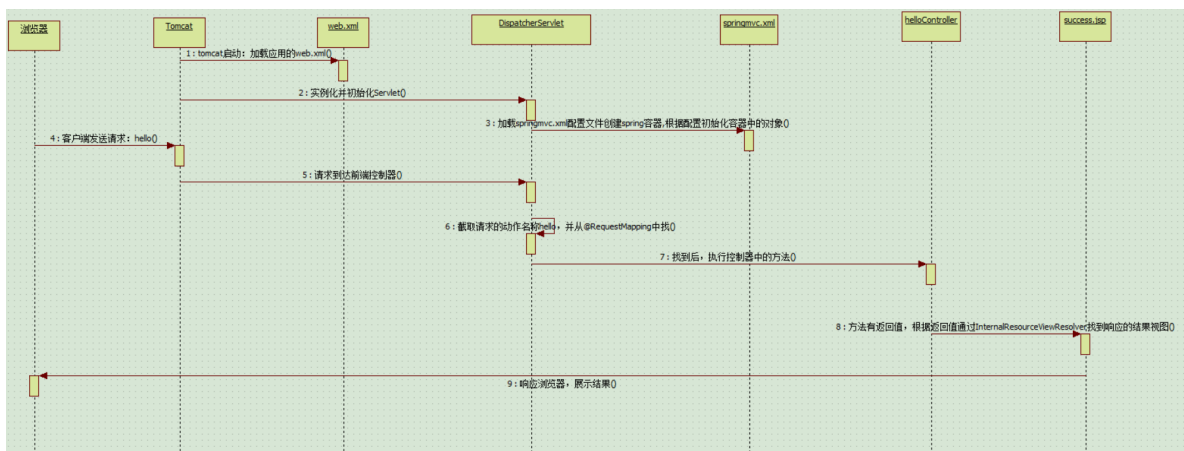 浏览器
Tomcat
web.xml
DispatcherServlet
springmvc.xml
helloController
success.jsp
1 : tomcat启动：加载应用的web.xml()
2 : 实例化并初始化Servlet()
3 : 加载springmvc.xml配置文件创建spring容器,根据配置初始化容器中的对象()
4 : 客户端发送请求：hello()
5 : 请求到达前端控制器()
6 : 截取请求的动作名称hello，并从@RequestMapping中找()
7 : 找到后，执行控制器中的方法()
8 : 方法有返回值，根据返回值通过InternalResourceViewResolver找到响应的结果视图()
9 : 响应浏览器，展示结果()